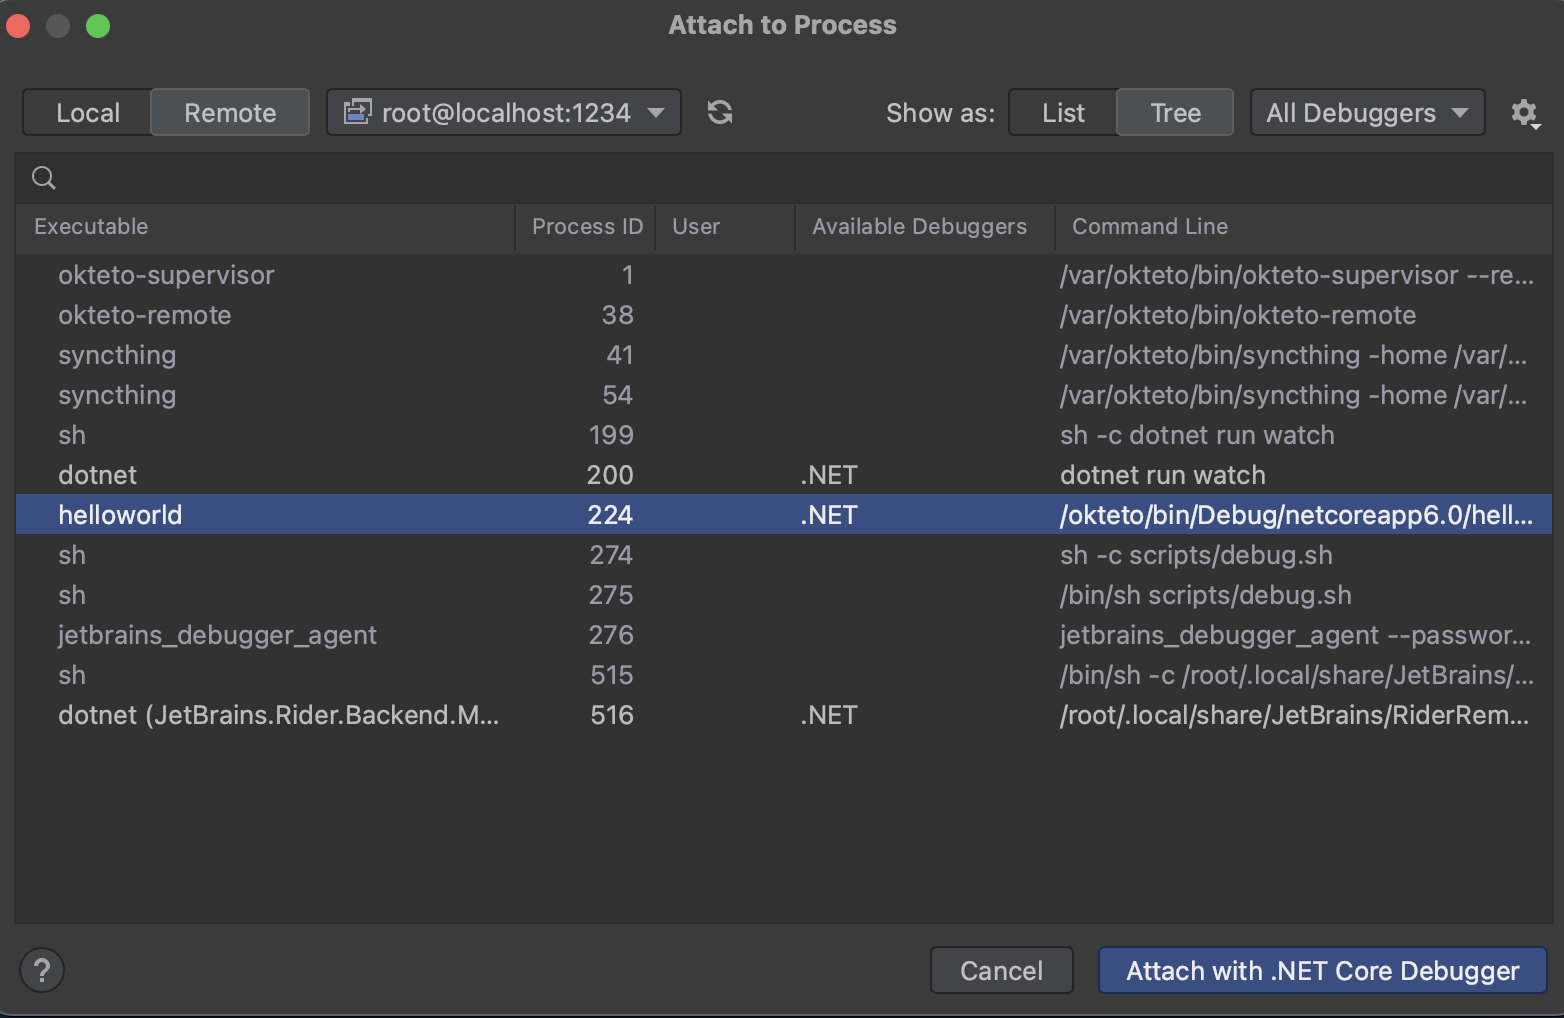 Attach to Process
Local Remote root@localhost:1234 Show as: List Tree All Debuggers
Executable Process ID User Available Debuggers Command Line
okteto-supervisor 1 /var/okteto/bin/okteto-supervisor --re...
okteto-remote 38 /var/okteto/bin/okteto-remote
syncthing 41 /var/okteto/bin/syncthing -home /var/...
syncthing 54 /var/okteto/bin/syncthing -home /var/...
sh 199 sh -c dotnet run watch
dotnet 200 .NET dotnet run watch
helloworld 224 .NET /okteto/bin/Debug/netcoreapp6.0/hell...
sh 274 sh -c scripts/debug.sh
sh 275 /bin/sh scripts/debug.sh
jetbrains_debugger_agent 276 jetbrains_debugger_agent --passwor...
sh 515 /bin/sh -c /root/.local/share/JetBrains/...
dotnet (JetBrains.Rider.Backend.M... 516 .NET /root/.local/share/JetBrains/RiderRem...
? Cancel Attach with .NET Core Debugger